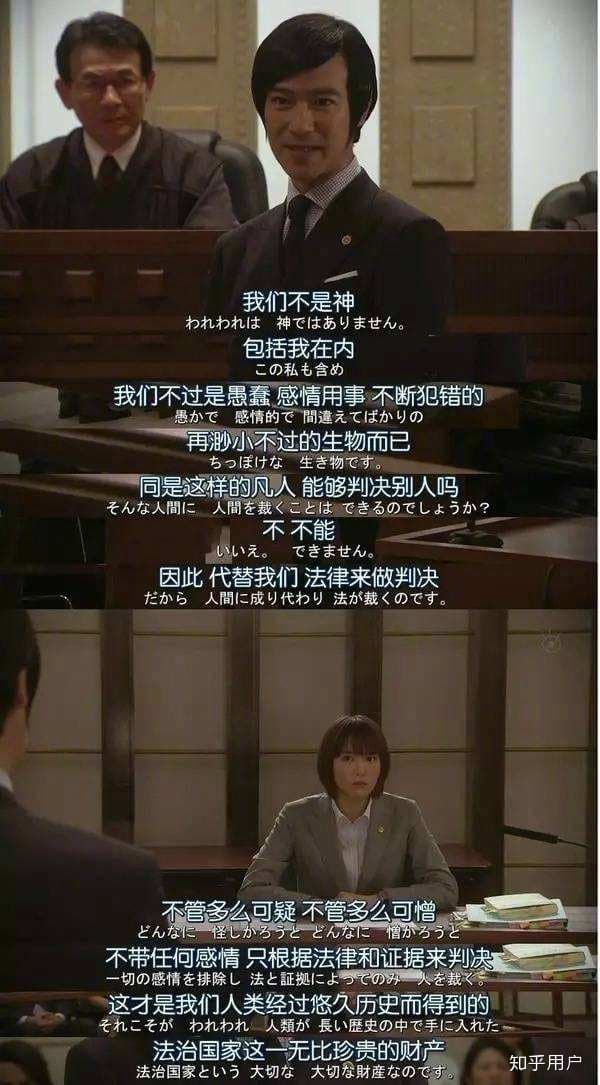 我们不是神
われわれは 神ではありません。
包括我在内
この私も含め
我们不过是愚蠢 感情用事 不断犯错的
愚かで 感情的で 間違えてばかりの
再渺小不过的生物而已
ちっぽけな 生き物です。
同是这样的凡人 能够判决别人吗
そんな人間に 人間を裁くことは できるのでしょうか?
不 不能
いいえ。 できません。
因此 代替我们 法律来做判决
だから 人間に成り代わり 法が裁くのです。
不管多么可疑 不管多么可憎
どんなに 怪しかろうと どんなに 憎かろうと
不带任何感情 只根据法律和证据来判决
一切の感情を排除し 法と証拠によってのみ 人を裁く。
这才是我们人类经过悠久历史而得到的
それこそが われわれ 人類が 長い歴史の中で手に入れた
法治国家这一无比珍贵的财产
法治国家という 大切な 大切な財産なのです。
知乎用户